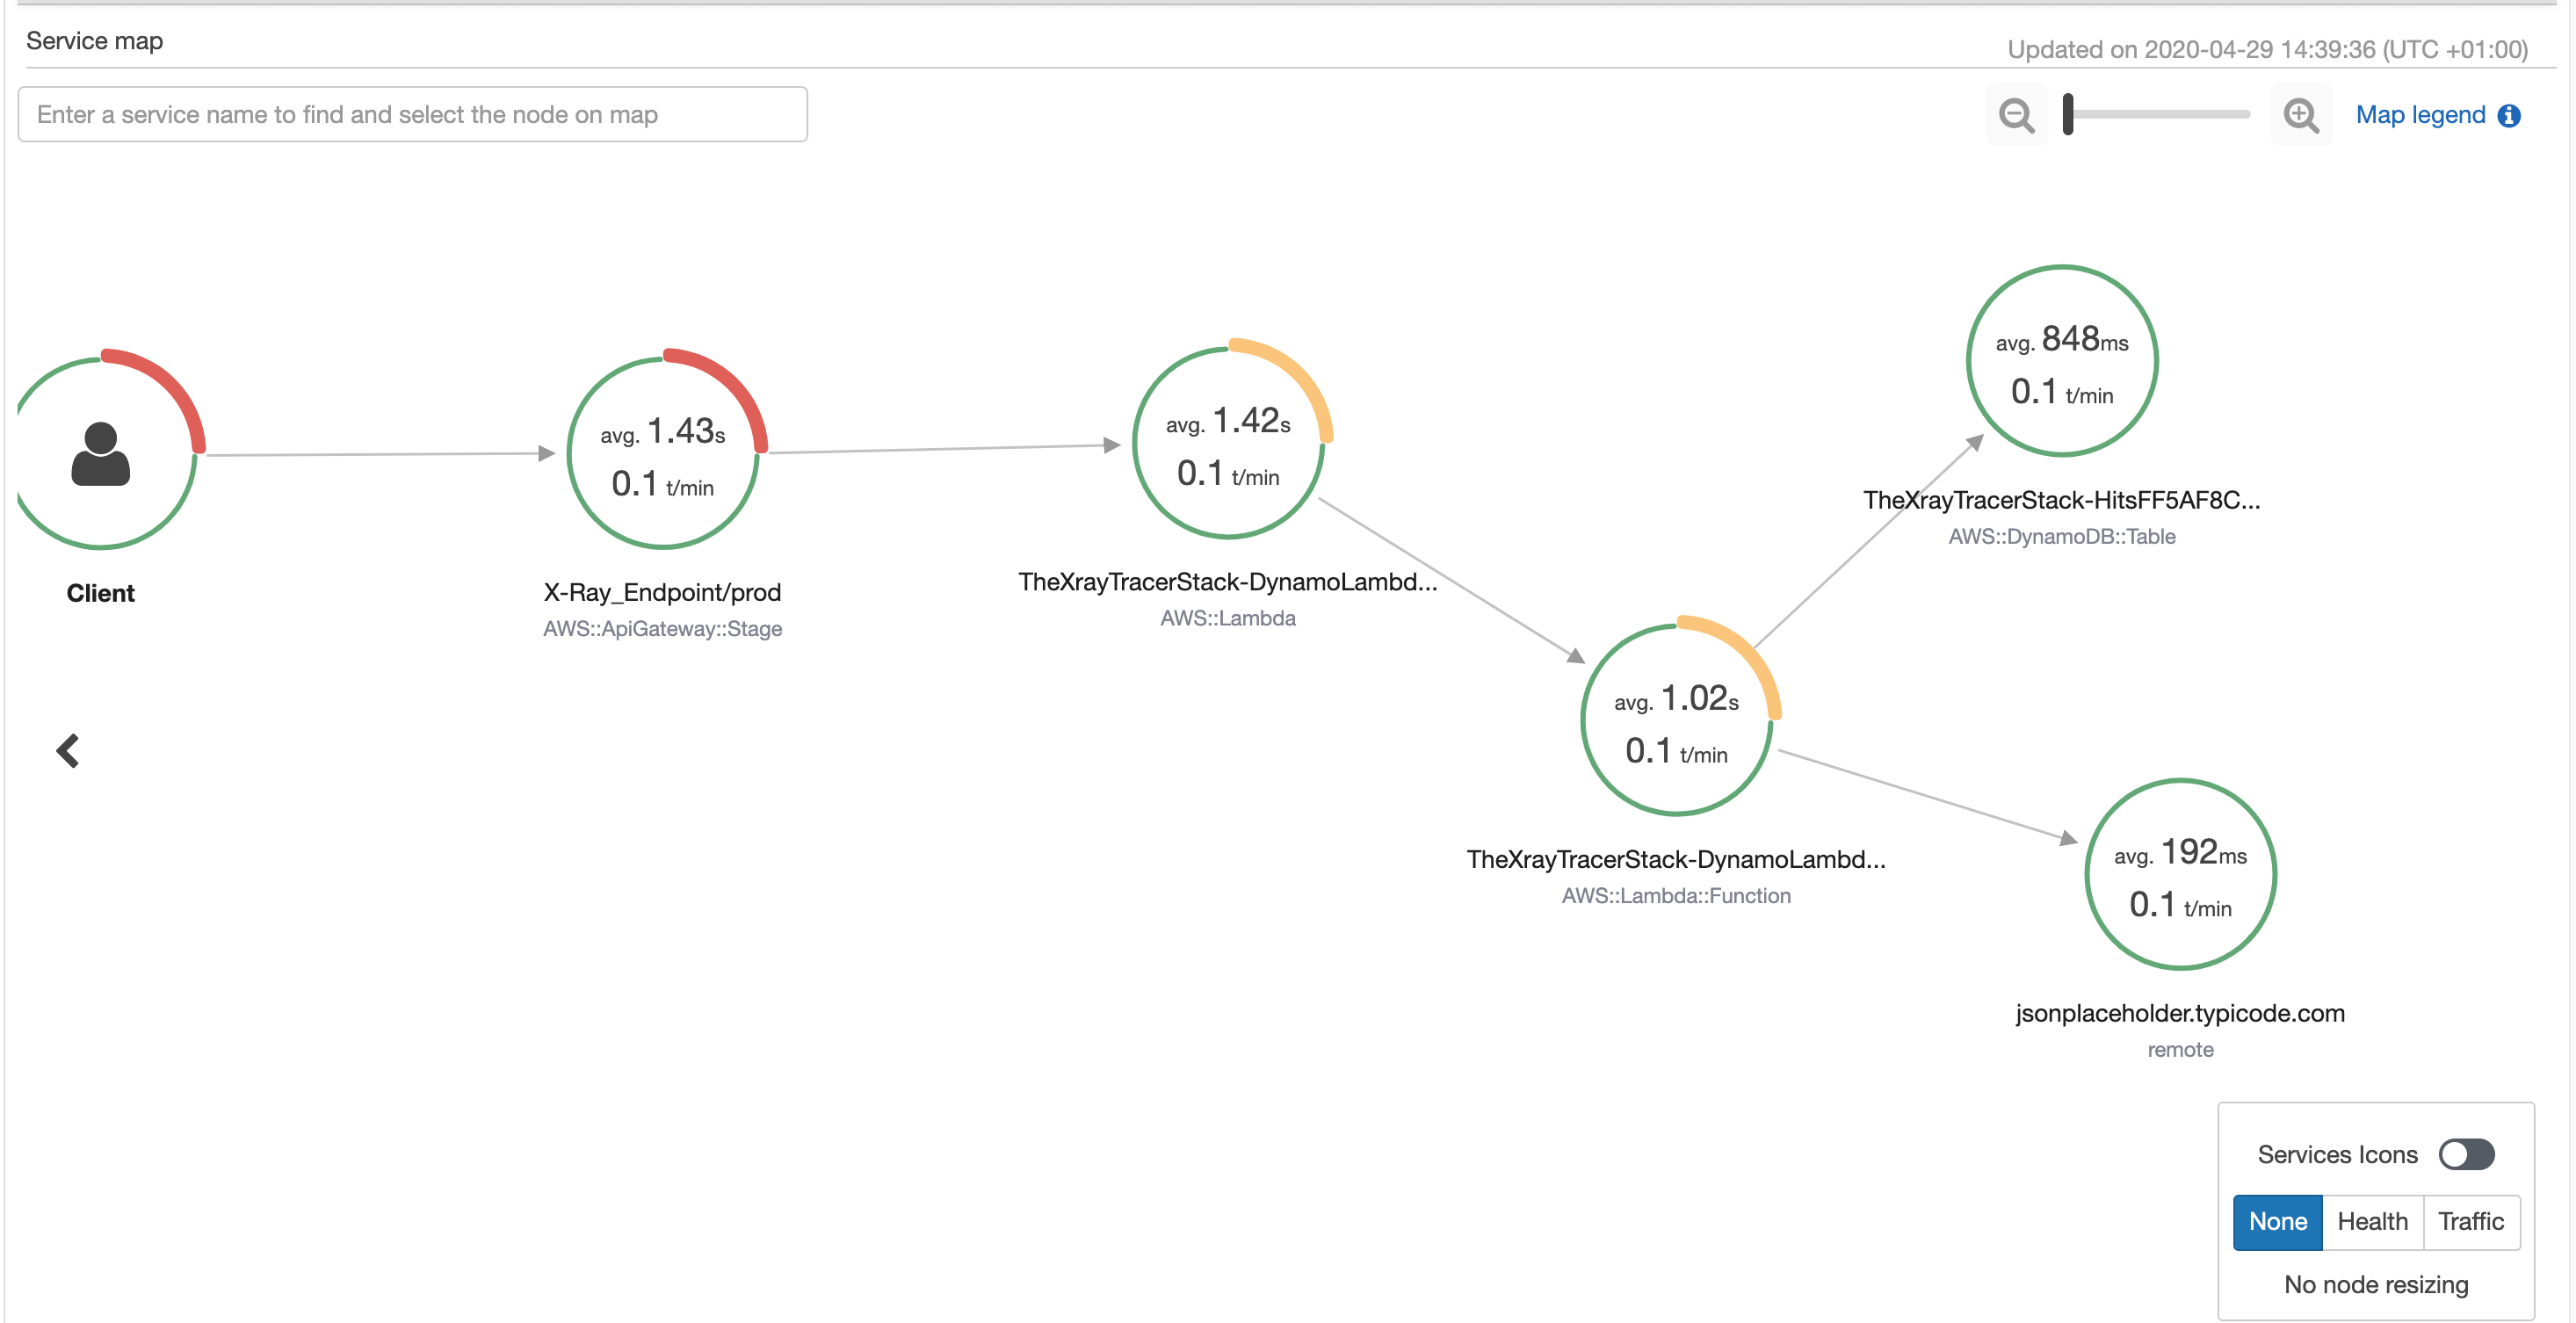 Service map
Updated on 2020-04-29 14:39:36 (UTC +01:00)
Enter a service name to find and select the node on map
Map legend
Client
avg. 1.43s
0.1 t/min
X-Ray_Endpoint/prod
AWS::ApiGateway::Stage
avg. 1.42s
0.1 t/min
TheXrayTracerStack-DynamoLambd...
AWS::Lambda
avg. 848ms
0.1 t/min
TheXrayTracerStack-HitsFF5AF8C...
AWS::DynamoDB::Table
avg. 1.02s
0.1 t/min
TheXrayTracerStack-DynamoLambd...
AWS::Lambda::Function
avg. 192ms
0.1 t/min
jsonplaceholder.typicode.com
remote
Services Icons
None Health Traffic
No node resizing